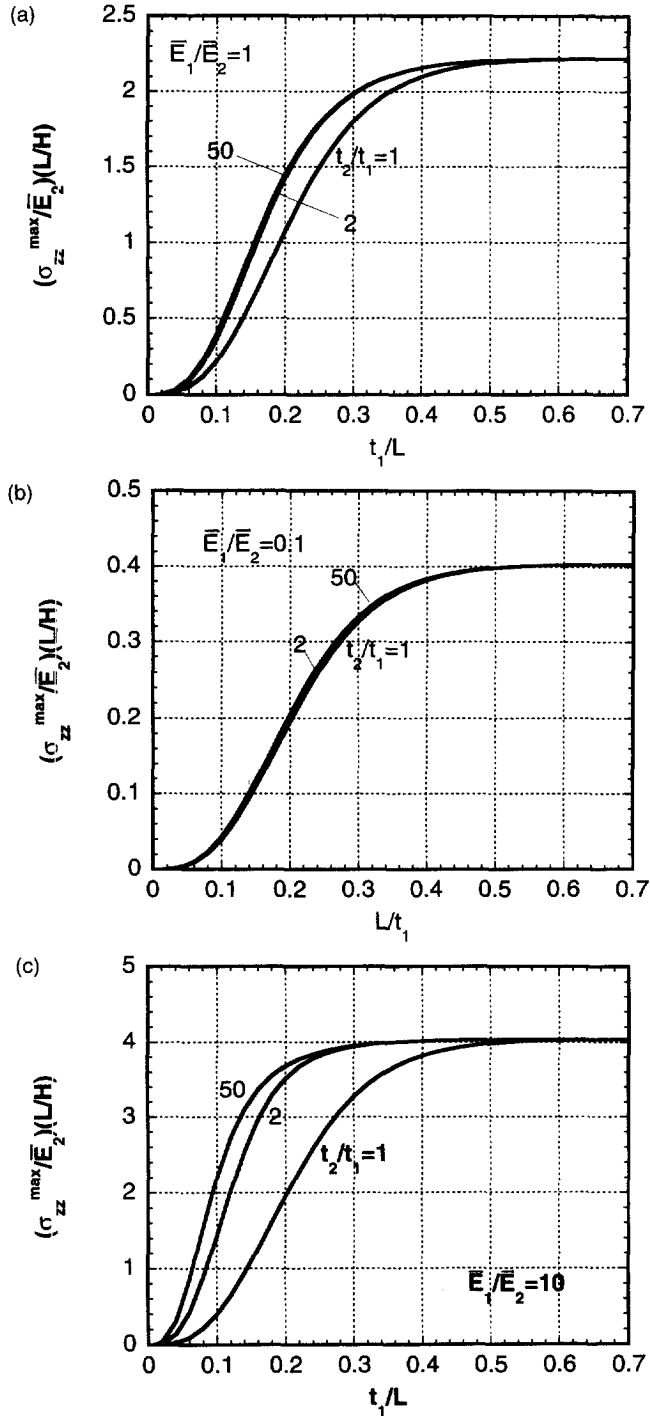 (a)
Ē₁/Ē₂=1
50
t₂/t₁=1
2
(σ_zz^max/Ē₂)(L/H)
2.5
2
1.5
1
0.5
0
0 0.1 0.2 0.3 0.4 0.5 0.6 0.7
t₁/L
(b)
Ē₁/Ē₂=0.1
50
2
t₂/t₁=1
(σ_zz^max/Ē₂)(L/H)
0.5
0.4
0.3
0.2
0.1
0
0 0.1 0.2 0.3 0.4 0.5 0.6 0.7
L/t₁
(c)
50
2
t₂/t₁=1
Ē₁/Ē₂=10
(σ_zz^max/Ē₂)(L/H)
5
4
3
2
1
0
0 0.1 0.2 0.3 0.4 0.5 0.6 0.7
t₁/L